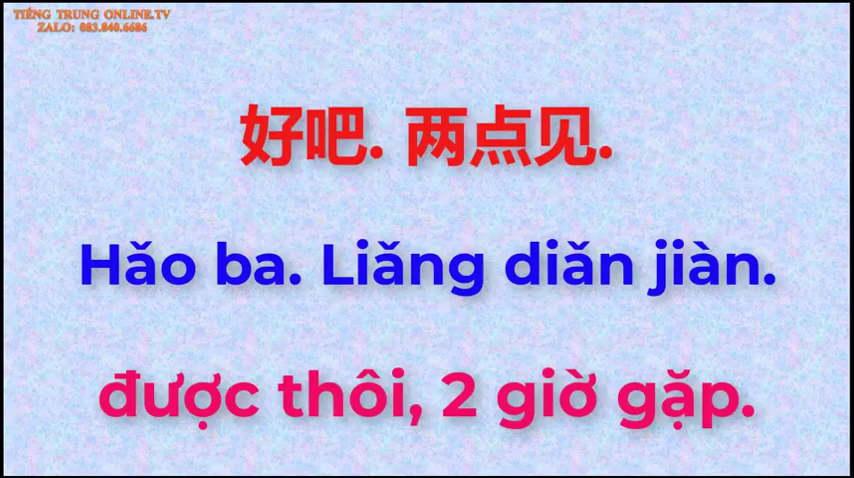 TIẾNG TRUNG ONLINE.TV
ZALO: 083.840.6686
好吧. 两点见.
Hǎo ba. Liǎng diǎn jiàn.
được thôi, 2 giờ gặp.